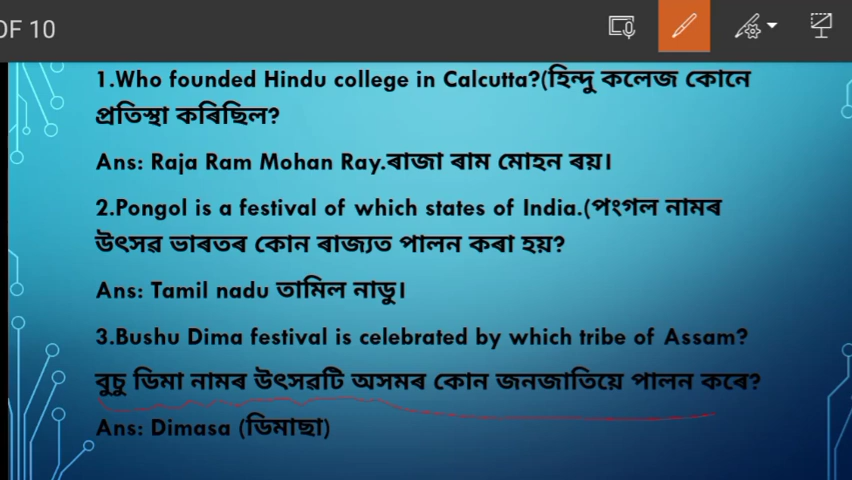 OF 10
1.Who founded Hindu college in Calcutta?(হিন্দু কলেজ কোনে
প্ৰতিস্থা কৰিছিল?
Ans: Raja Ram Mohan Ray.ৰাজা ৰাম মোহন ৰয়।
2.Pongol is a festival of which states of India.(পংগল নামৰ
উৎসৱ ভাৰতৰ কোন ৰাজ্যত পালন কৰা হয়?
Ans: Tamil nadu তামিল নাডু।
3.Bushu Dima festival is celebrated by which tribe of Assam?
বুচু ডিমা নামৰ উৎসৱটি অসমৰ কোন জনজাতিয়ে পালন কৰে?
Ans: Dimasa (ডিমাছা)